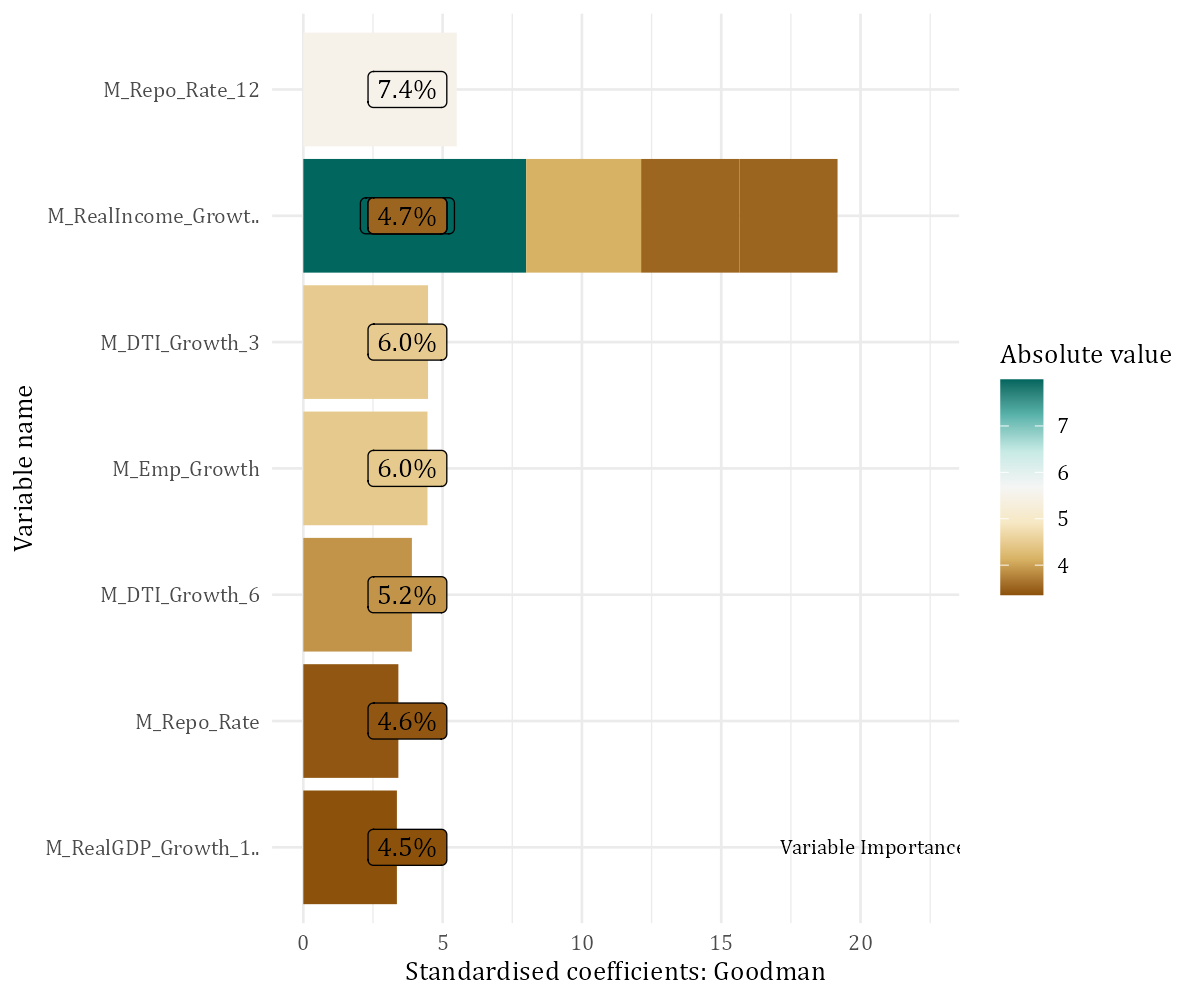 M_Repo_Rate_12
7.4%
M_RealIncome_Growt..
4.7%
M_DTI_Growth_3
6.0%
M_Emp_Growth
6.0%
M_DTI_Growth_6
5.2%
M_Repo_Rate
4.6%
M_RealGDP_Growth_1..
4.5%
Variable Importance
Variable name
0 5 10 15 20
Standardised coefficients: Goodman
Absolute value
7
6
5
4